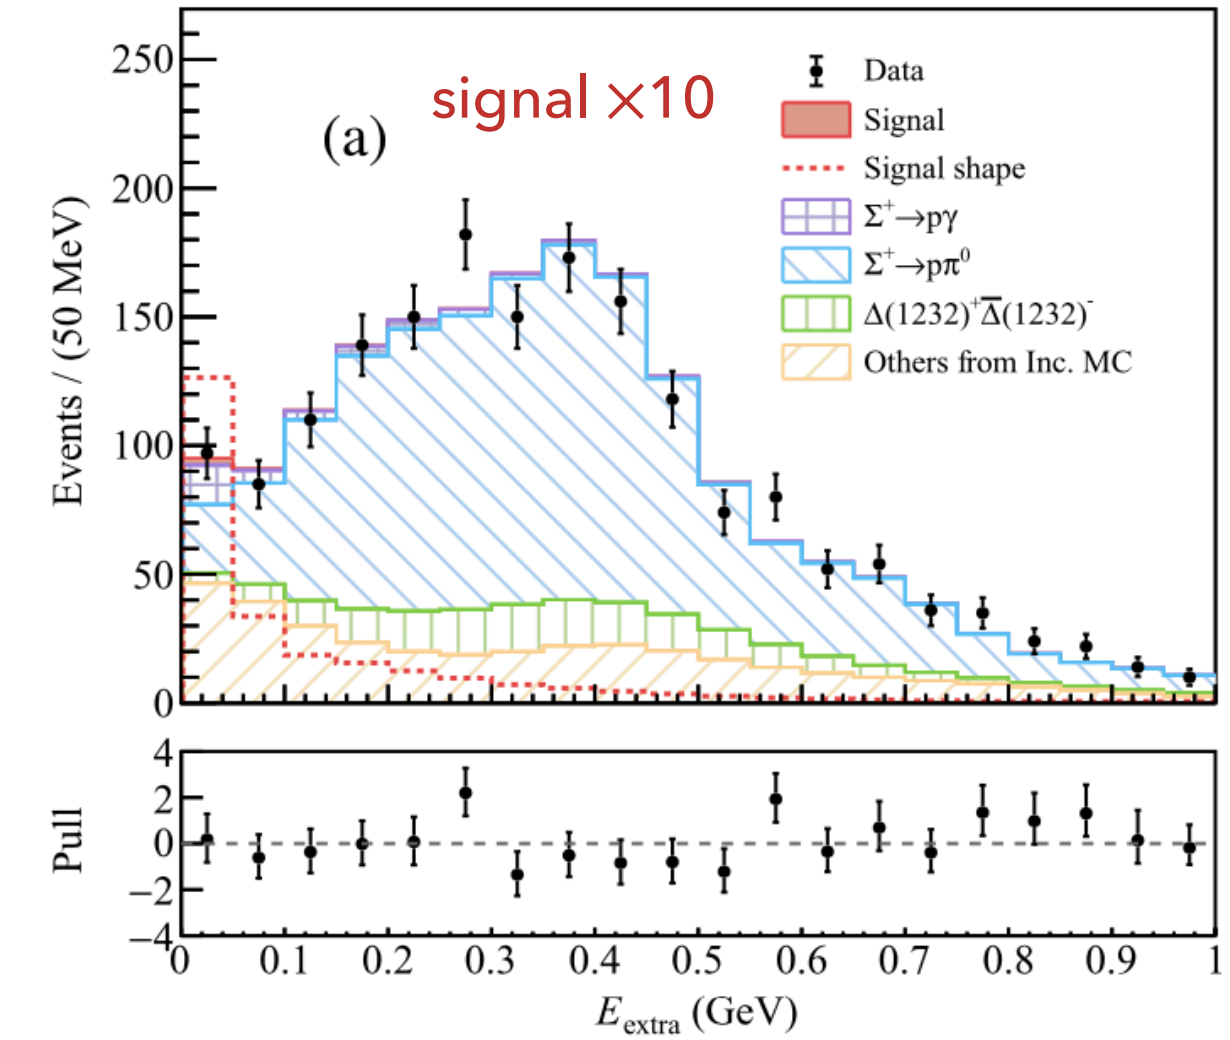 signal ×10
(a)
Data
Signal
Signal shape
Σ⁺→pγ
Σ⁺→pπ⁰
Δ(1232)⁺Δ̅(1232)⁻
Others from Inc. MC
Events / (50 MeV)
250
200
150
100
50
0
Pull
4
2
0
−2
−4
0 0.1 0.2 0.3 0.4 0.5 0.6 0.7 0.8 0.9 1
E_extra (GeV)